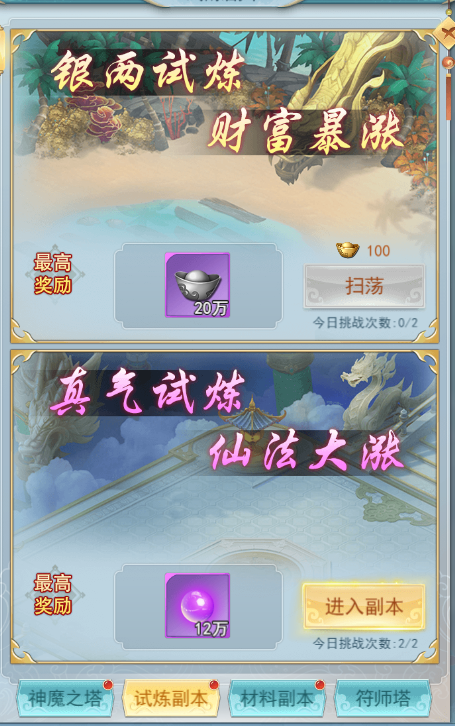 银两试炼
财富暴涨
最高
奖励
20万
100
扫荡
今日挑战次数:0/2
真气试炼
仙法大涨
最高
奖励
12万
进入副本
今日挑战次数:2/2
神魔之塔
试炼副本
材料副本
符师塔